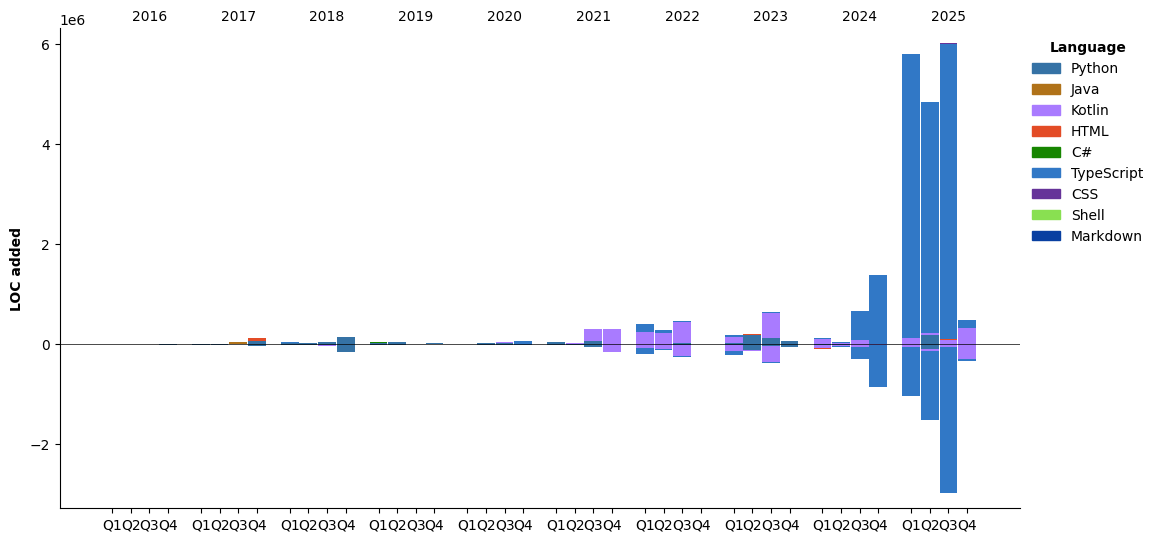 1e6
2016 2017 2018 2019 2020 2021 2022 2023 2024 2025
6
4
2
0
−2
LOC added
Q1Q2Q3Q4 Q1Q2Q3Q4 Q1Q2Q3Q4 Q1Q2Q3Q4 Q1Q2Q3Q4 Q1Q2Q3Q4 Q1Q2Q3Q4 Q1Q2Q3Q4 Q1Q2Q3Q4 Q1Q2Q3Q4
Language
Python
Java
Kotlin
HTML
C#
TypeScript
CSS
Shell
Markdown